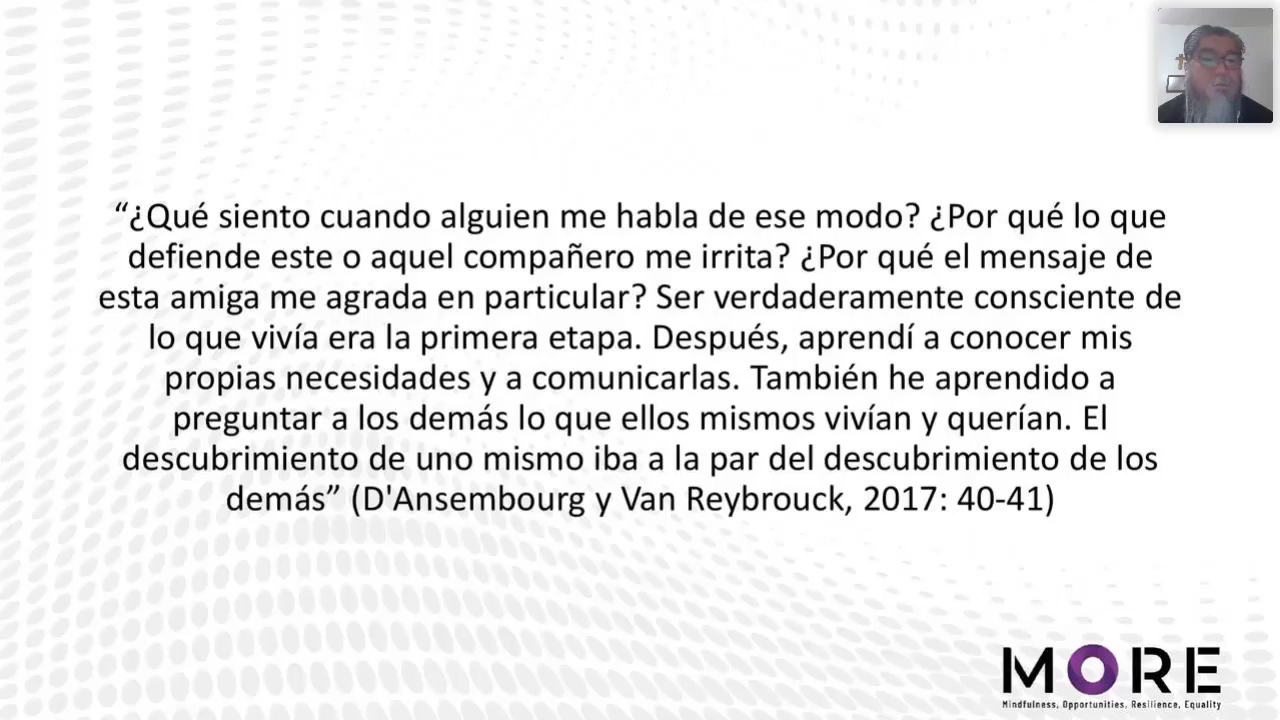 “¿Qué siento cuando alguien me habla de ese modo? ¿Por qué lo que
defiende este o aquel compañero me irrita? ¿Por qué el mensaje de
esta amiga me agrada en particular? Ser verdaderamente consciente de
lo que vivía era la primera etapa. Después, aprendí a conocer mis
propias necesidades y a comunicarlas. También he aprendido a
preguntar a los demás lo que ellos mismos vivían y querían. El
descubrimiento de uno mismo iba a la par del descubrimiento de los
demás” (D'Ansembourg y Van Reybrouck, 2017: 40-41)
MORE
Mindfulness, Opportunities, Resilience, Equality